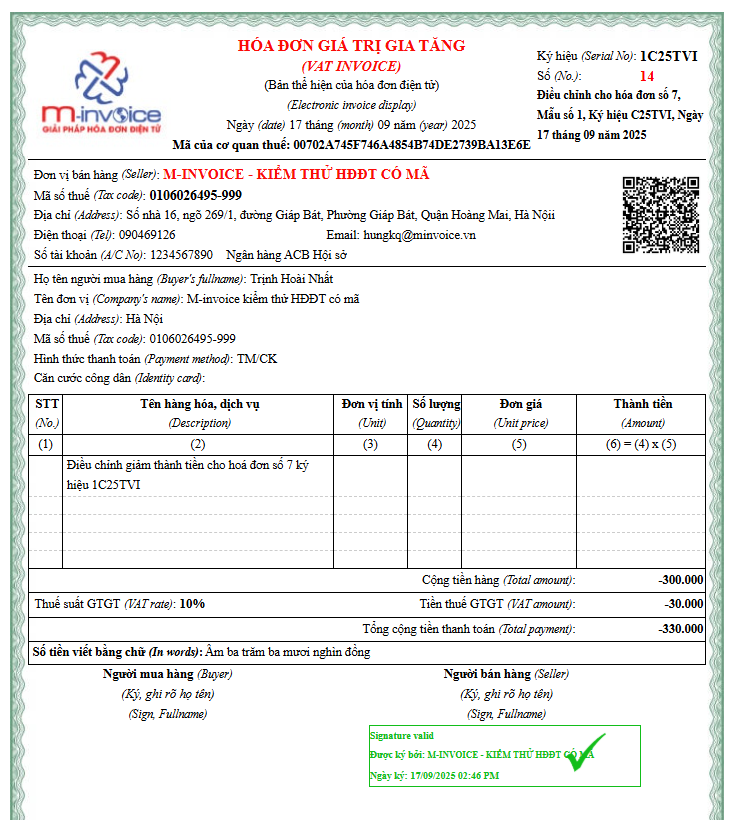 HÓA ĐƠN GIÁ TRỊ GIA TĂNG
(VAT INVOICE)
(Bản thể hiện của hóa đơn điện tử)
(Electronic invoice display)
Ngày (date) 17 tháng (month) 09 năm (year) 2025
Mã của cơ quan thuế: 00702A745F746A4854B74DE2739BA13E6E
M-invoice
GIẢI PHÁP HÓA ĐƠN ĐIỆN TỬ
Ký hiệu (Serial No): 1C25TVI
Số (No.): 14
Điều chỉnh cho hóa đơn số 7,
Mẫu số 1, Ký hiệu C25TVI, Ngày
17 tháng 09 năm 2025
Đơn vị bán hàng (Seller): M-INVOICE - KIỂM THỬ HĐĐT CÓ MÃ
Mã số thuế (Tax code): 0106026495-999
Địa chỉ (Address): Số nhà 16, ngõ 269/1, đường Giáp Bát, Phường Giáp Bát, Quận Hoàng Mai, Hà Nộii
Điện thoại (Tel): 090469126 Email: hungkq@minvoice.vn
Số tài khoản (A/C No): 1234567890 Ngân hàng ACB Hội sở
Họ tên người mua hàng (Buyer's fullname): Trịnh Hoài Nhất
Tên đơn vị (Company's name): M-invoice kiểm thử HĐĐT có mã
Địa chỉ (Address): Hà Nội
Mã số thuế (Tax code): 0106026495-999
Hình thức thanh toán (Payment method): TM/CK
Căn cước công dân (Identity card):
STT Tên hàng hóa, dịch vụ Đơn vị tính Số lượng Đơn giá Thành tiền
(No.) (Description) (Unit) (Quantity) (Unit price) (Amount)
(1) (2) (3) (4) (5) (6) = (4) x (5)
Điều chỉnh giảm thành tiền cho hoá đơn số 7 ký
hiệu 1C25TVI
Cộng tiền hàng (Total amount): -300.000
Thuế suất GTGT (VAT rate): 10% Tiền thuế GTGT (VAT amount): -30.000
Tổng cộng tiền thanh toán (Total payment): -330.000
Số tiền viết bằng chữ (In words): Âm ba trăm ba mươi nghìn đồng
Người mua hàng (Buyer) Người bán hàng (Seller)
(Ký, ghi rõ họ tên) (Ký, ghi rõ họ tên)
(Sign, Fullname) (Sign, Fullname)
Signature valid
Được ký bởi: M-INVOICE - KIỂM THỬ HĐĐT CÓ MÃ
Ngày ký: 17/09/2025 02:46 PM